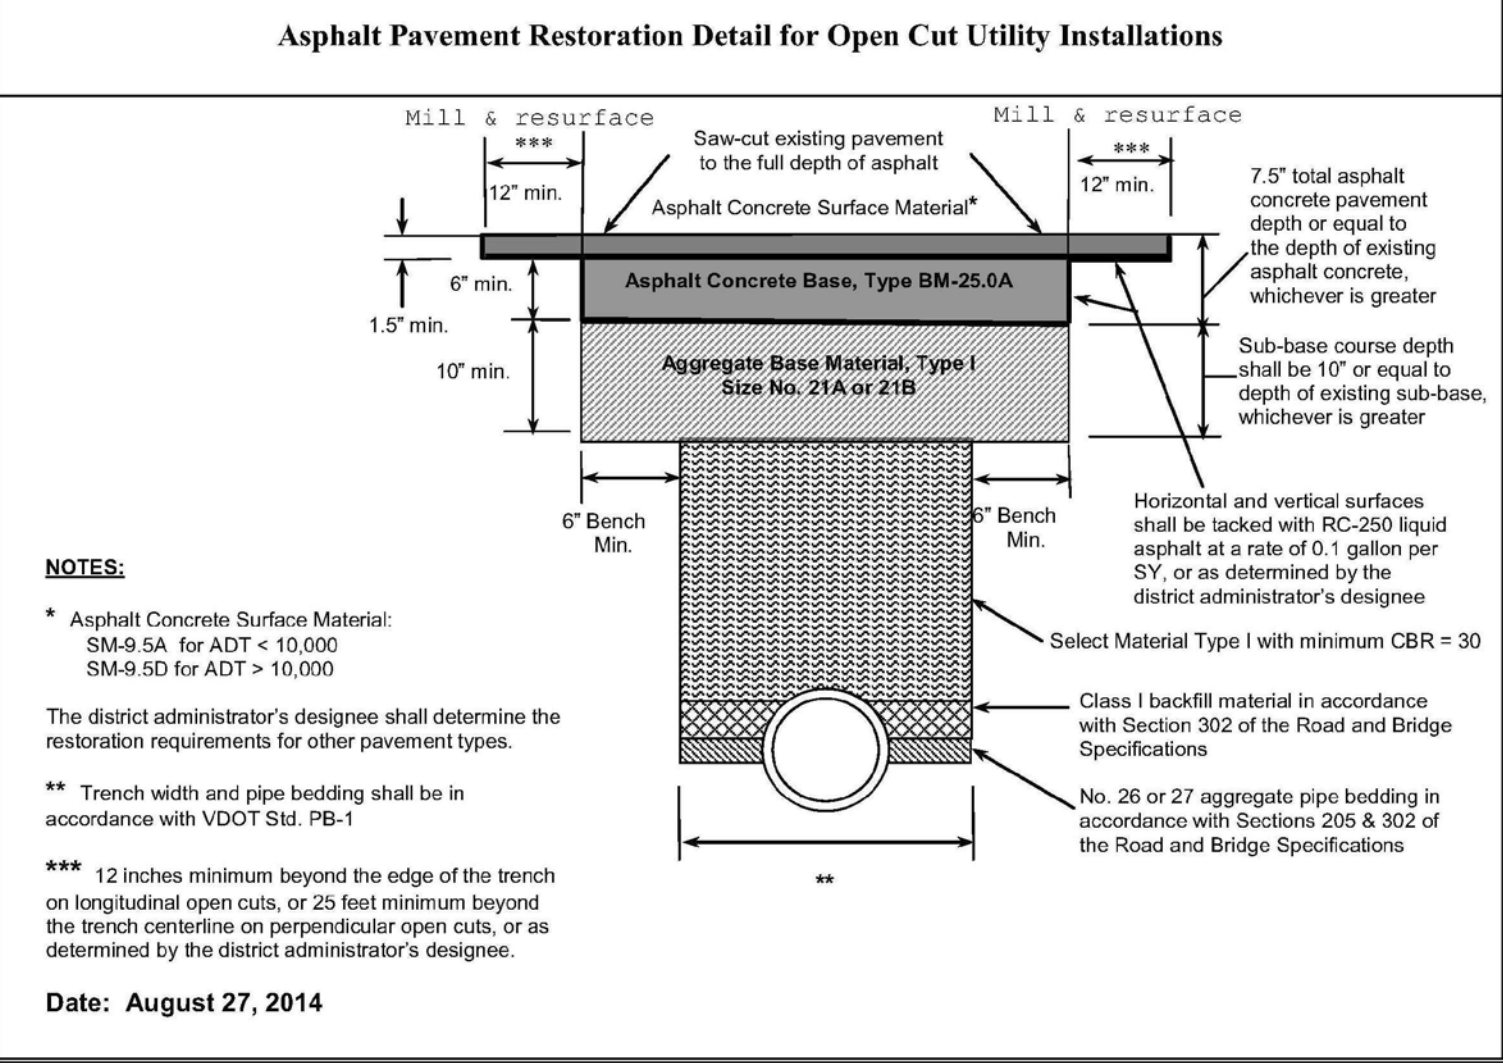 Asphalt Pavement Restoration Detail for Open Cut Utility Installations
Mill & resurface
***
12” min.
Saw-cut existing pavement
to the full depth of asphalt
Asphalt Concrete Surface Material*
Mill & resurface
***
12” min.
7.5” total asphalt
concrete pavement
depth or equal to
the depth of existing
asphalt concrete,
whichever is greater
6” min.
1.5” min.
10” min.
Asphalt Concrete Base, Type BM-25.0A
Aggregate Base Material, Type I
Size No. 21A or 21B
Sub-base course depth
shall be 10” or equal to
depth of existing sub-base,
whichever is greater
6” Bench
Min.
6” Bench
Min.
Horizontal and vertical surfaces
shall be tacked with RC-250 liquid
asphalt at a rate of 0.1 gallon per
SY, or as determined by the
district administrator’s designee
Select Material Type I with minimum CBR = 30
Class I backfill material in accordance
with Section 302 of the Road and Bridge
Specifications
No. 26 or 27 aggregate pipe bedding in
accordance with Sections 205 & 302 of
the Road and Bridge Specifications
**
NOTES:
* Asphalt Concrete Surface Material:
SM-9.5A for ADT < 10,000
SM-9.5D for ADT > 10,000
The district administrator’s designee shall determine the
restoration requirements for other pavement types.
** Trench width and pipe bedding shall be in
accordance with VDOT Std. PB-1
*** 12 inches minimum beyond the edge of the trench
on longitudinal open cuts, or 25 feet minimum beyond
the trench centerline on perpendicular open cuts, or as
determined by the district administrator’s designee.
Date: August 27, 2014